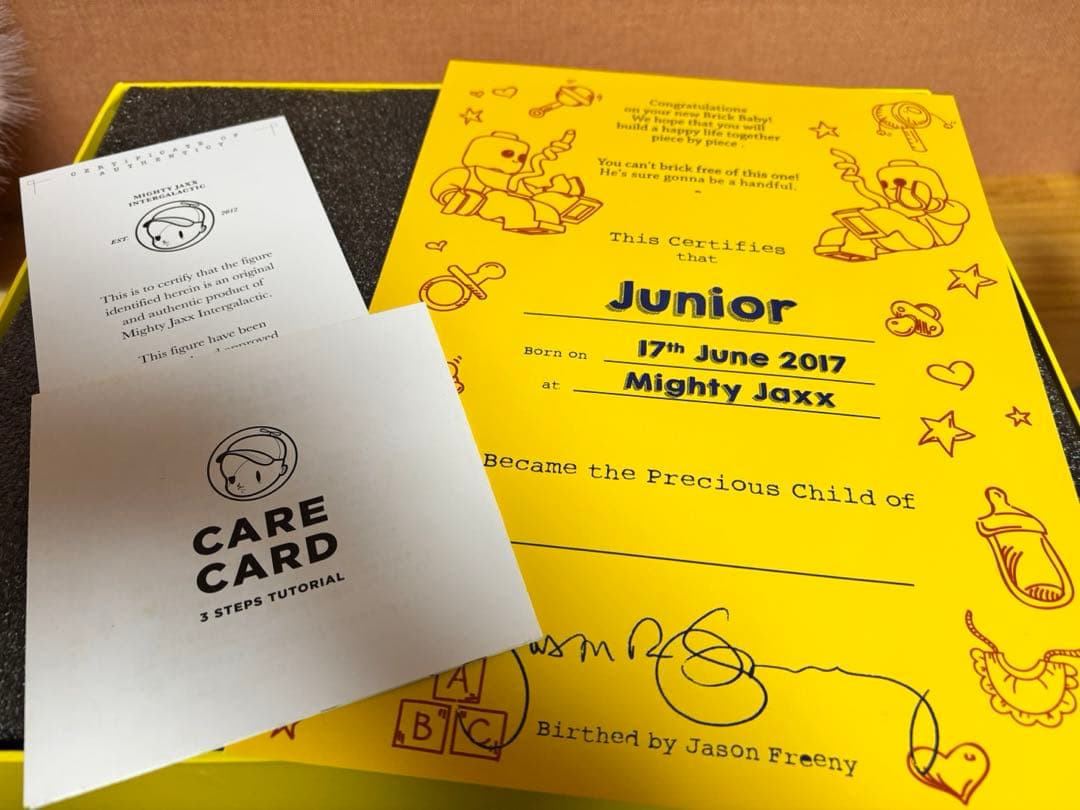 CERTIFICATE OF
AUTHENTICITY
MIGHTY JAXX
INTERGALACTIC
EST. 2012
This is to certify that the figure
identified herein is an original
and authentic product of
Mighty Jaxx Intergalactic.
This figure have been
approved
CARE
CARD
3 STEPS TUTORIAL
Congratulations
on your new Brick Baby!
We hope that you will
build a happy life together
piece by piece .
You can't brick free of this one!
He's sure gonna be a handful.
This Certifies
that
Junior
Born on 17th June 2017
at Mighty Jaxx
Became the Precious Child of
Jason Freeny
A
B C
Birthed by Jason Freeny